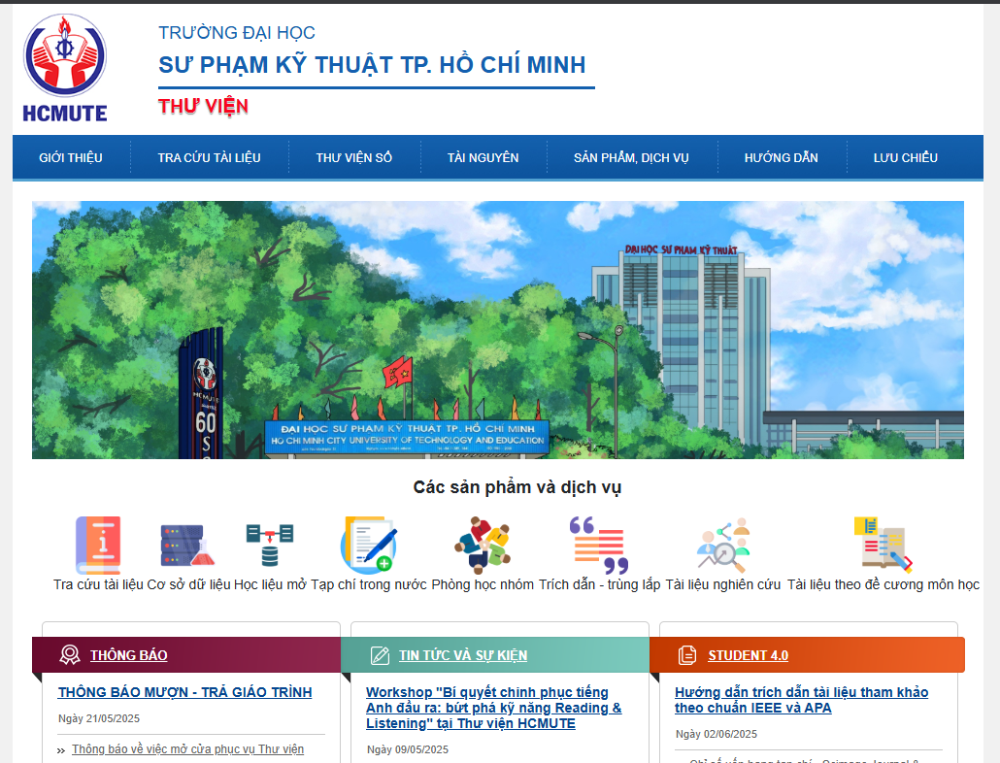 HCMUTE
TRƯỜNG ĐẠI HỌC
SƯ PHẠM KỸ THUẬT TP. HỒ CHÍ MINH
THƯ VIỆN
GIỚI THIỆU
TRA CỨU TÀI LIỆU
THƯ VIỆN SỐ
TÀI NGUYÊN
SẢN PHẨM, DỊCH VỤ
HƯỚNG DẪN
LƯU CHIỂU
ĐẠI HỌC SƯ PHẠM KỸ THUẬT
HCMUTE
60
ĐẠI HỌC SƯ PHẠM KỸ THUẬT TP. HỒ CHÍ MINH
HO CHI MINH CITY UNIVERSITY OF TECHNOLOGY AND EDUCATION
Các sản phẩm và dịch vụ
Tra cứu tài liệu
Cơ sở dữ liệu
Học liệu mở
Tạp chí trong nước
Phòng học nhóm
Trích dẫn - trùng lắp
Tài liệu nghiên cứu
Tài liệu theo đề cương môn học
THÔNG BÁO
THÔNG BÁO MƯỢN - TRẢ GIÁO TRÌNH
Ngày 21/05/2025
Thông báo về việc mở cửa phục vụ Thư viện
TIN TỨC VÀ SỰ KIỆN
Workshop "Bí quyết chinh phục tiếng
Anh đầu ra: bứt phá kỹ năng Reading &
Listening" tại Thư viện HCMUTE
Ngày 09/05/2025
STUDENT 4.0
Hướng dẫn trích dẫn tài liệu tham khảo
theo chuẩn IEEE và APA
Ngày 02/06/2025